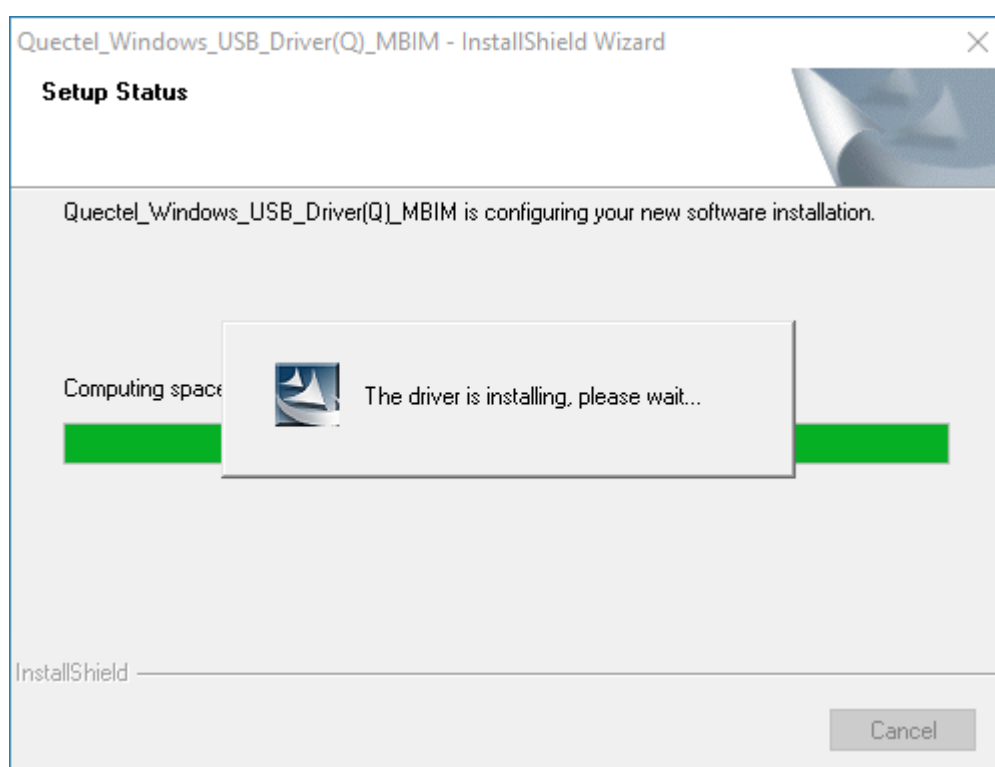 Quectel_Windows_USB_Driver(Q)_MBIM - InstallShield Wizard
Setup Status
Quectel_Windows_USB_Driver(Q)_MBIM is configuring your new software installation.
Computing space
The driver is installing, please wait...
InstallShield
Cancel